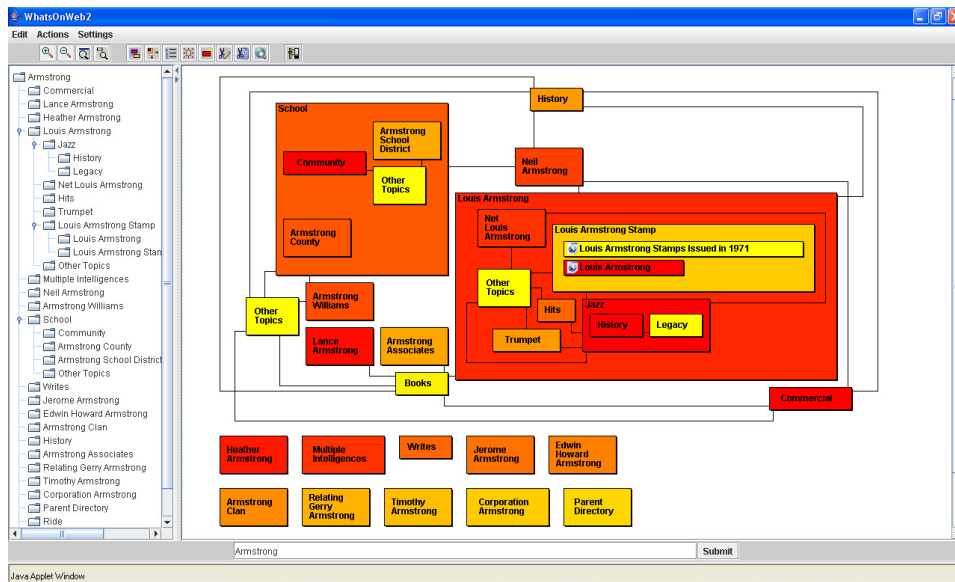 WhatsOnWeb2
Edit Actions Settings
Armstrong
Commercial
Lance Armstrong
Heather Armstrong
Louis Armstrong
Jazz
History
Legacy
Net Louis Armstrong
Hits
Trumpet
Louis Armstrong Stamp
Louis Armstrong
Louis Armstrong Stan
Other Topics
Multiple Intelligences
Neil Armstrong
Armstrong Williams
School
Community
Armstrong County
Armstrong School District
Other Topics
Writes
Jerome Armstrong
Edwin Howard Armstrong
Armstrong Clan
History
Armstrong Associates
Relating Gerry Armstrong
Timothy Armstrong
Corporation Armstrong
Parent Directory
Ride
History
School
Armstrong
School
District
Community
Other
Topics
Armstrong
County
Neil
Armstrong
Louis Armstrong
Net
Louis
Armstrong
Louis Armstrong Stamp
Louis Armstrong Stamps Issued in 1971
Louis Armstrong
Other
Topics
Hits
Trumpet
Jazz
History
Legacy
Other
Topics
Armstrong
Williams
Lance
Armstrong
Armstrong
Associates
Books
Commercial
Heather
Armstrong
Multiple
Intelligences
Writes
Jerome
Armstrong
Edwin
Howard
Armstrong
Armstrong
Clan
Relating
Gerry
Armstrong
Timothy
Armstrong
Corporation
Armstrong
Parent
Directory
Armstrong
Submit
Java Applet Window